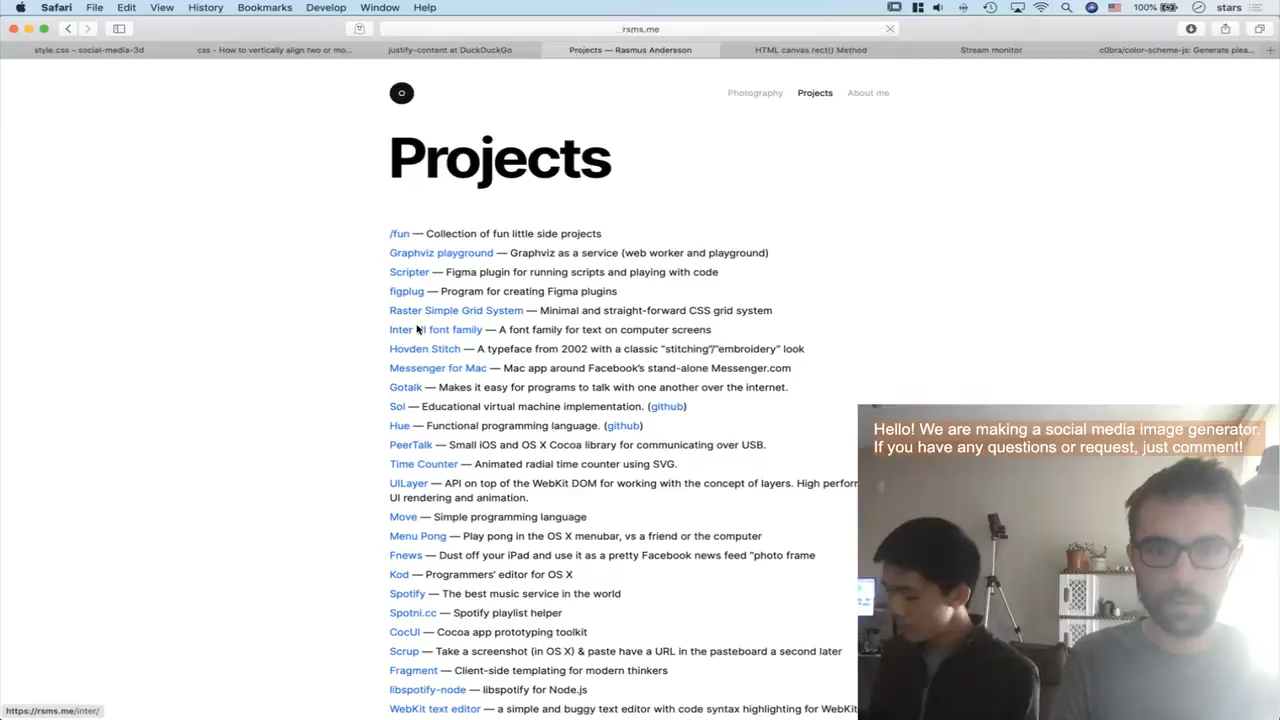 Safari File Edit View History Bookmarks Develop Window Help 100% stars
rsms.me
style.css – social-media-3d
css - How to vertically align two or mo...
justify-content at DuckDuckGo
Projects — Rasmus Andersson
HTML canvas rect() Method
Stream monitor
c0bra/color-scheme-js: Generate plea...
Photography Projects About me
Projects
/fun — Collection of fun little side projects
Graphviz playground — Graphviz as a service (web worker and playground)
Scripter — Figma plugin for running scripts and playing with code
figplug — Program for creating Figma plugins
Raster Simple Grid System — Minimal and straight-forward CSS grid system
Inter font family — A font family for text on computer screens
Hovden Stitch — A typeface from 2002 with a classic “stitching”/”embroidery” look
Messenger for Mac — Mac app around Facebook’s stand-alone Messenger.com
Gotalk — Makes it easy for programs to talk with one another over the internet.
Sol — Educational virtual machine implementation. (github)
Hue — Functional programming language. (github)
PeerTalk — Small iOS and OS X Cocoa library for communicating over USB.
Time Counter — Animated radial time counter using SVG.
UILayer — API on top of the WebKit DOM for working with the concept of layers. High perfor
UI rendering and animation.
Move — Simple programming language
Menu Pong — Play pong in the OS X menubar, vs a friend or the computer
Fnews — Dust off your iPad and use it as a pretty Facebook news feed “photo frame
Kod — Programmers’ editor for OS X
Spotify — The best music service in the world
Spotni.cc — Spotify playlist helper
CocUI — Cocoa app prototyping toolkit
Scrup — Take a screenshot (in OS X) & paste have a URL in the pasteboard a second later
Fragment — Client-side templating for modern thinkers
libspotify-node — libspotify for Node.js
WebKit text editor — a simple and buggy text editor with code syntax highlighting for WebKit
Hello! We are making a social media image generator.
If you have any questions or request, just comment!
https://rsms.me/inter/